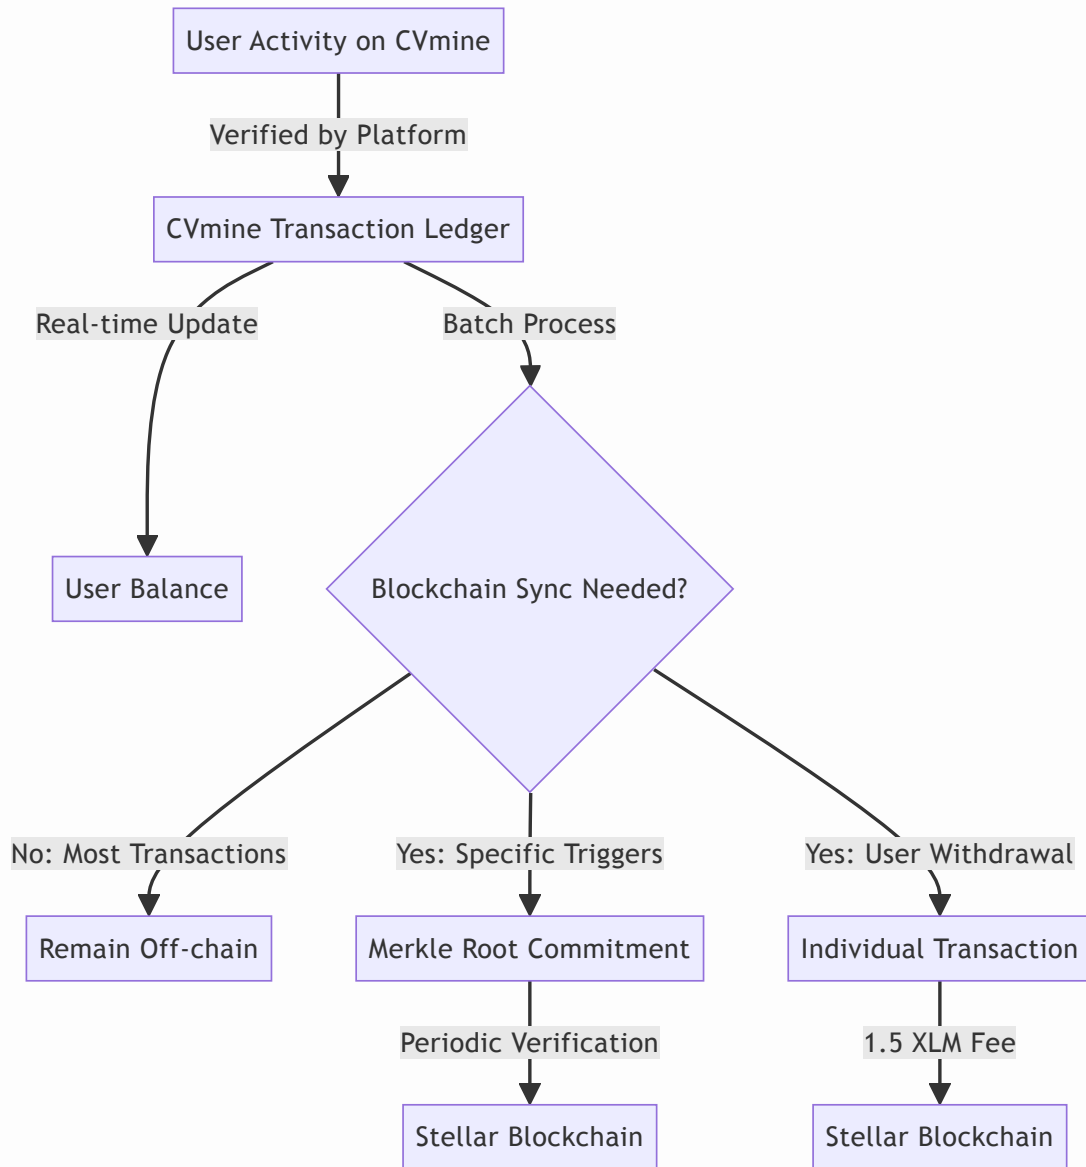 User Activity on CVmine
Verified by Platform
CVmine Transaction Ledger
Real-time Update
Batch Process
User Balance
Blockchain Sync Needed?
No: Most Transactions
Yes: Specific Triggers
Yes: User Withdrawal
Remain Off-chain
Merkle Root Commitment
Individual Transaction
Periodic Verification
1.5 XLM Fee
Stellar Blockchain
Stellar Blockchain